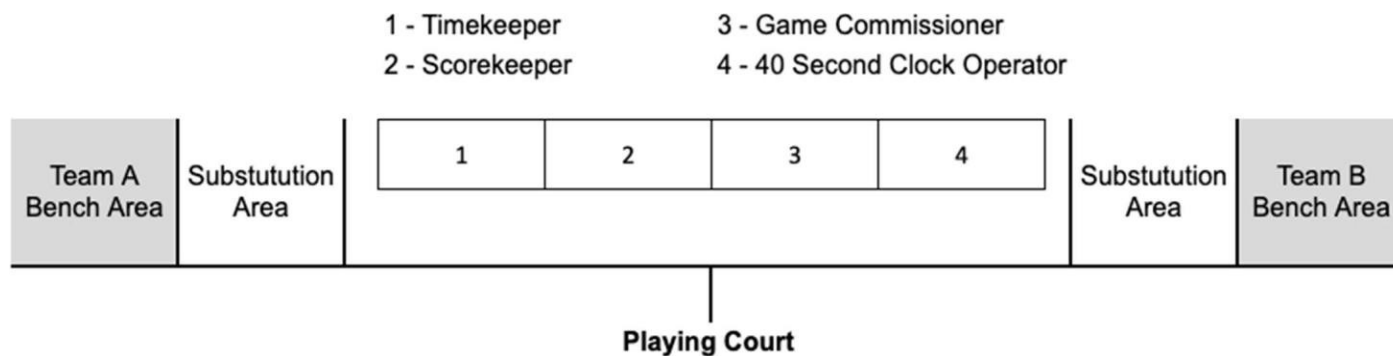 1 - Timekeeper
3 - Game Commissioner
2 - Scorekeeper
4 - 40 Second Clock Operator
Team A
Bench Area
Substutution
Area
1
2
3
4
Substutution
Area
Team B
Bench Area
Playing Court